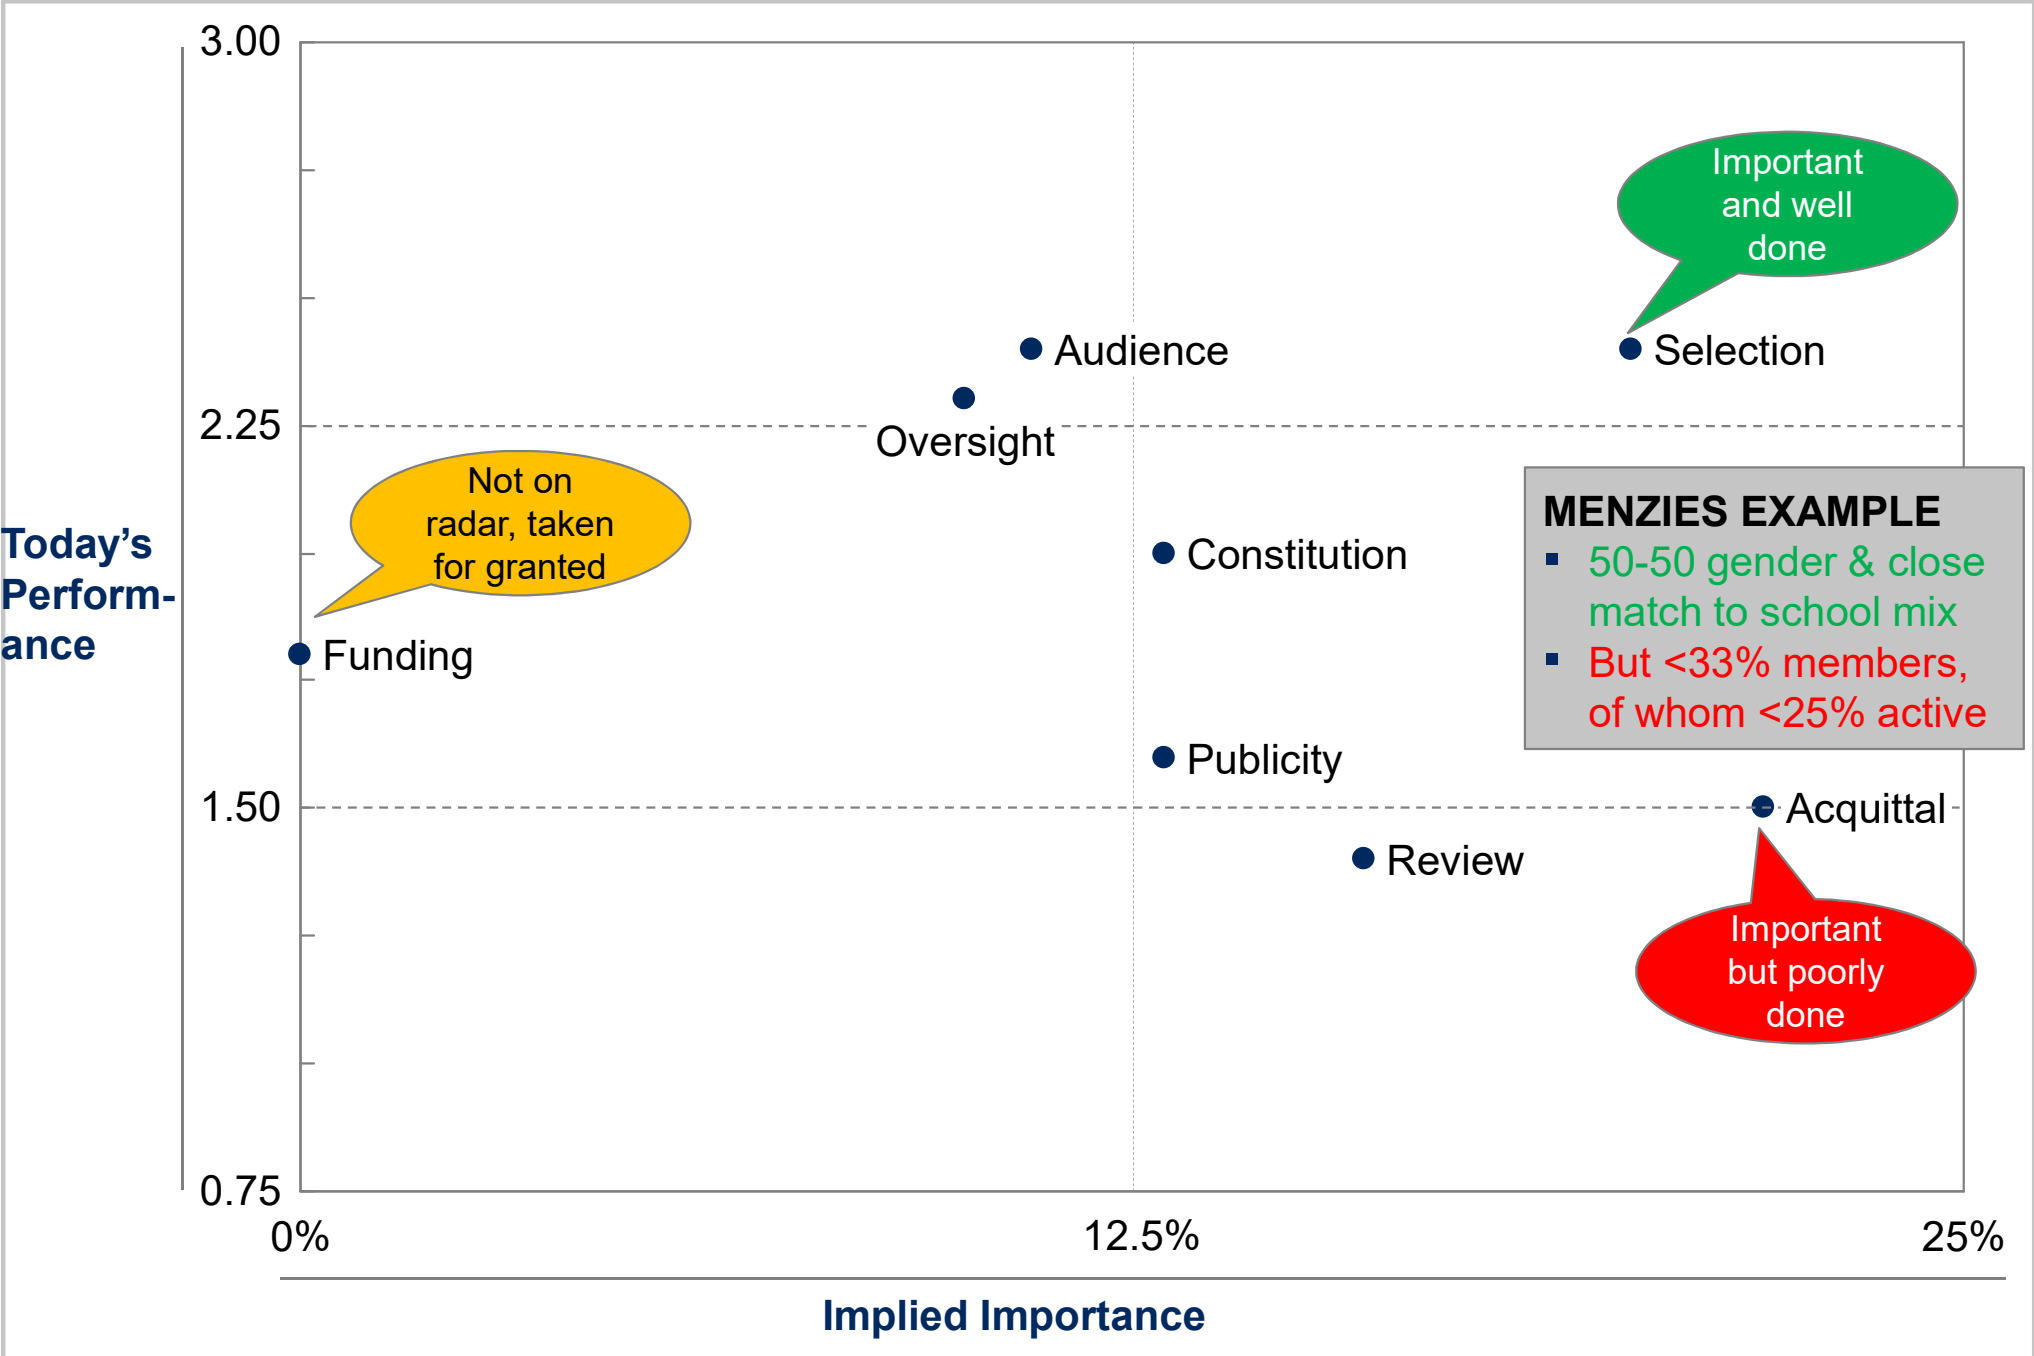 3.00
Important
and well
done
Audience
Selection
2.25
Oversight
Not on
radar, taken
for granted
MENZIES EXAMPLE
50-50 gender & close
match to school mix
But <33% members,
of whom <25% active
Constitution
Today’s
Perform-
ance
Funding
Publicity
1.50
Acquittal
Review
Important
but poorly
done
0.75
0%
12.5%
25%
Implied Importance